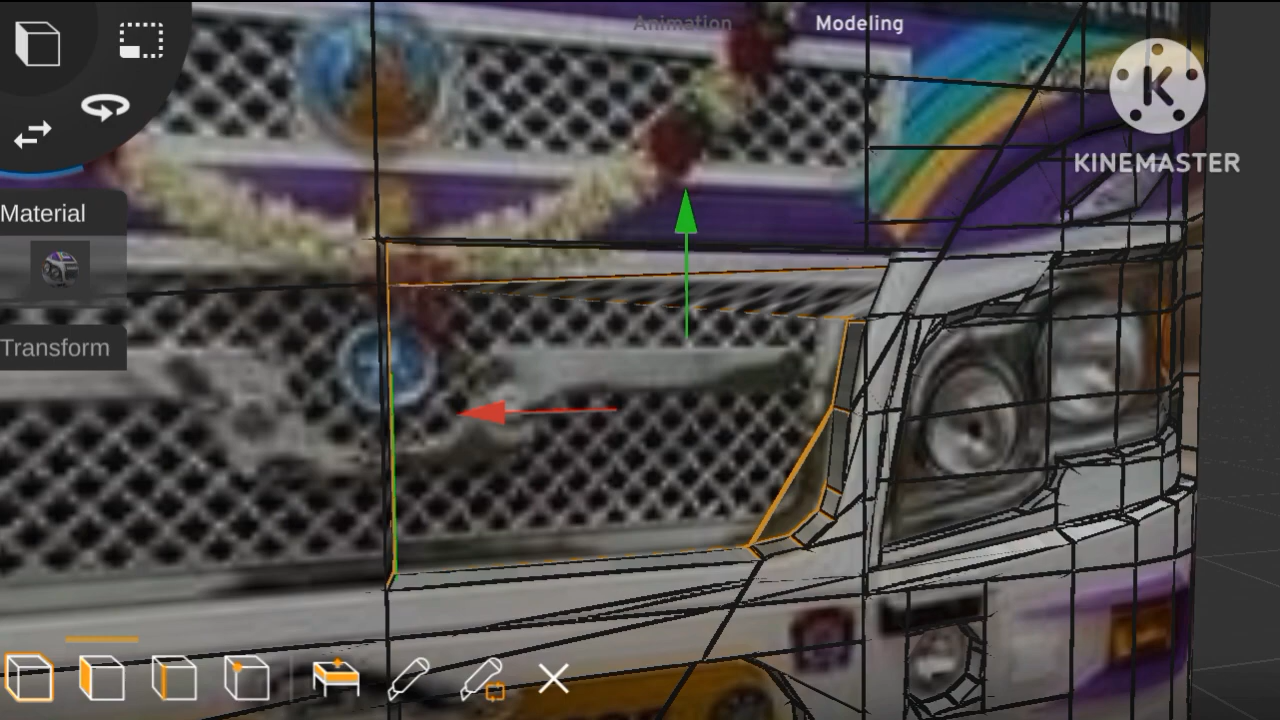 Animation
Modeling
K
KINEMASTER
Material
Transform